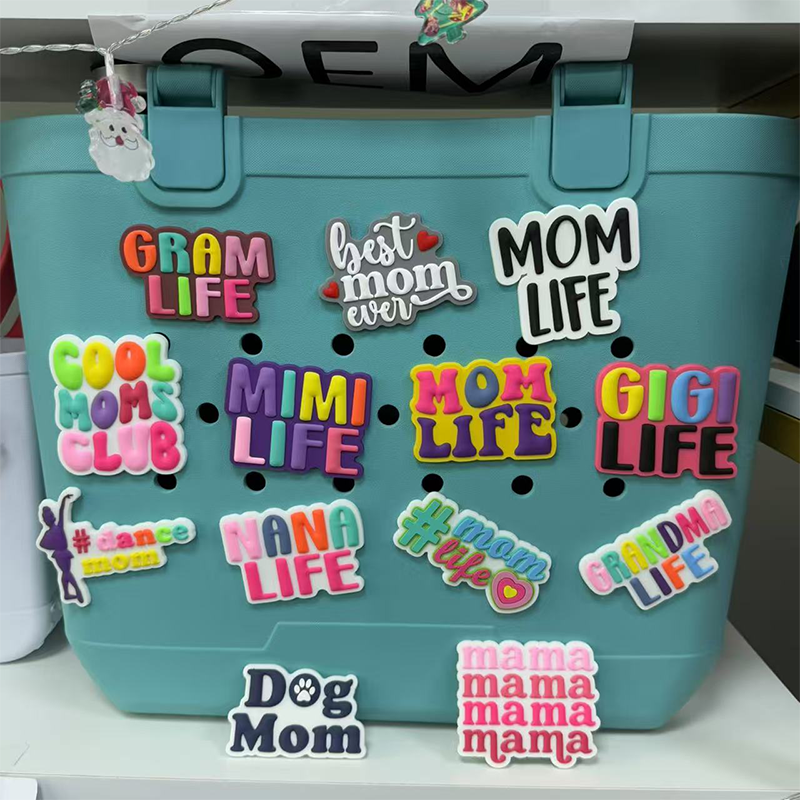 OEM
GRAM
LIFE
best
mom
ever
MOM
LIFE
COOL
MOMS
CLUB
MIMI
LIFE
MOM
LIFE
GIGI
LIFE
#dance
mom
NANA
LIFE
#mom
life
GRANDMA
LIFE
Dog
Mom
mama
mama
mama
mama